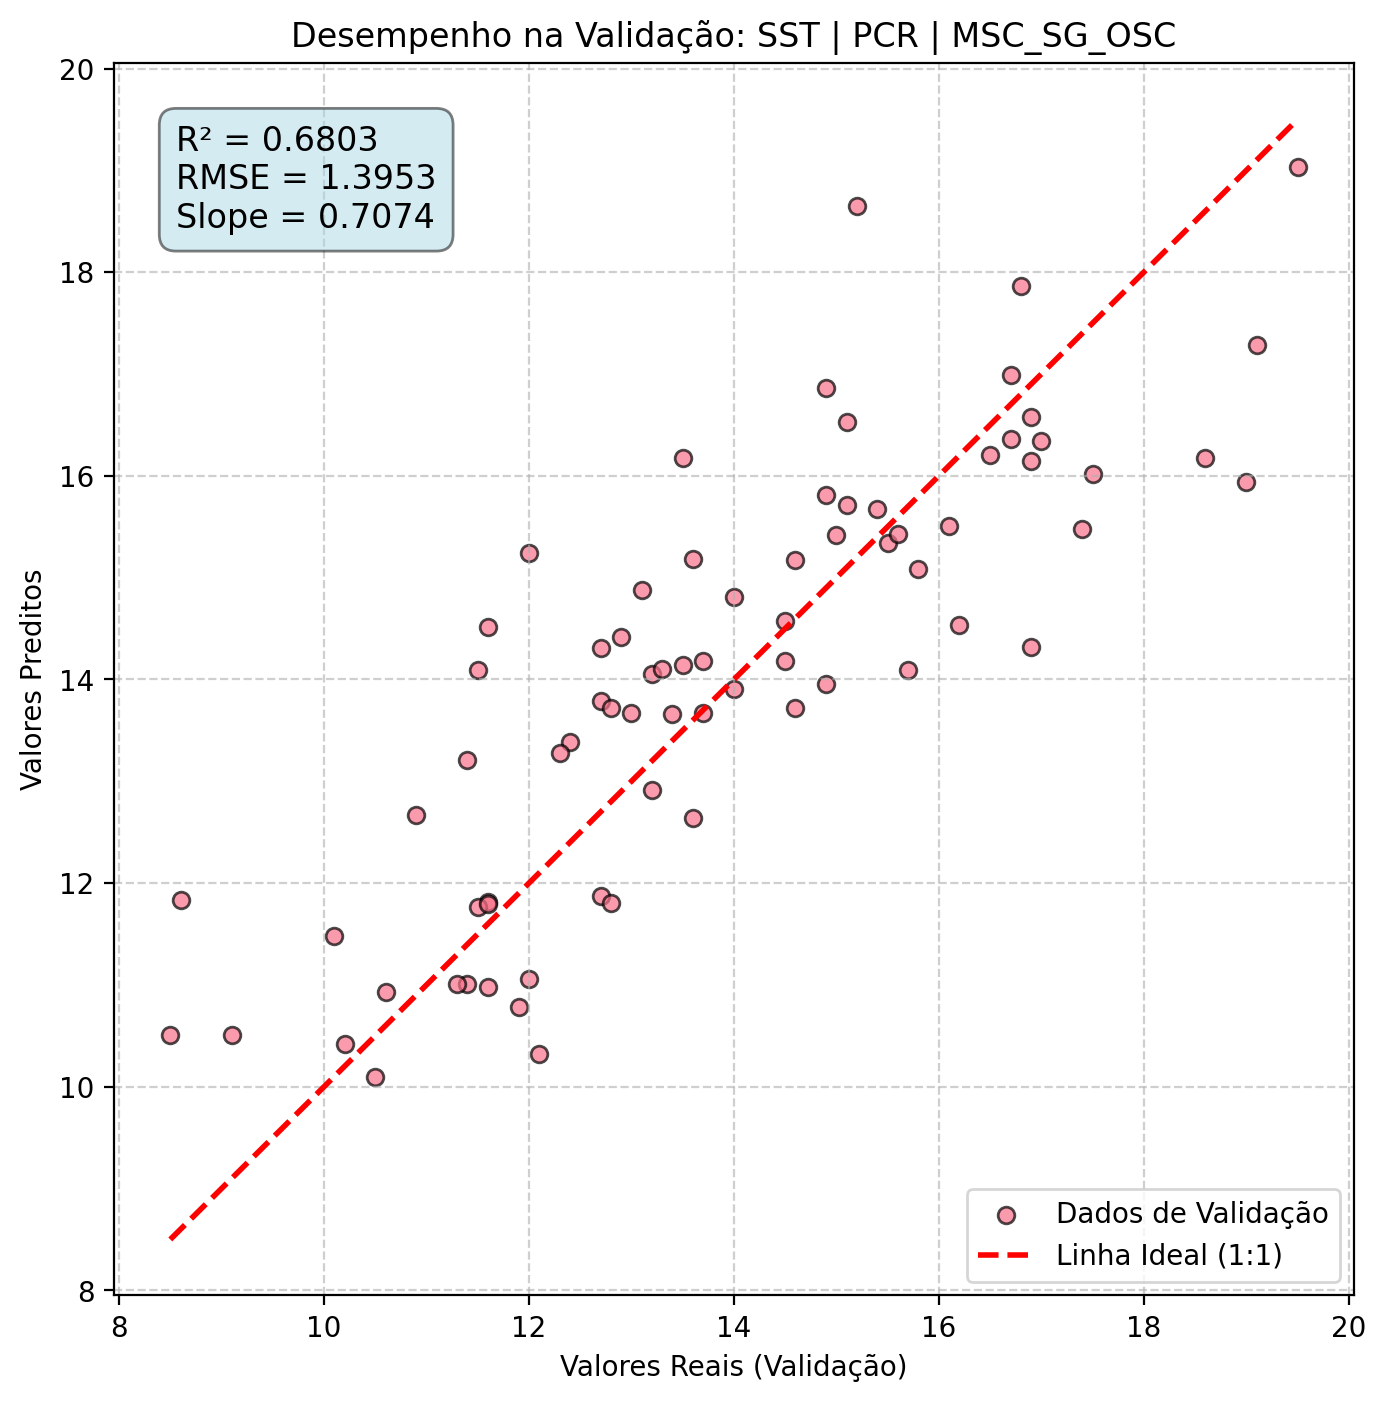 Desempenho na Validação: SST | PCR | MSC_SG_OSC
R² = 0.6803
RMSE = 1.3953
Slope = 0.7074
Valores Preditos
20
18
16
14
12
10
8
8 10 12 14 16 18 20
Valores Reais (Validação)
Dados de Validação
Linha Ideal (1:1)